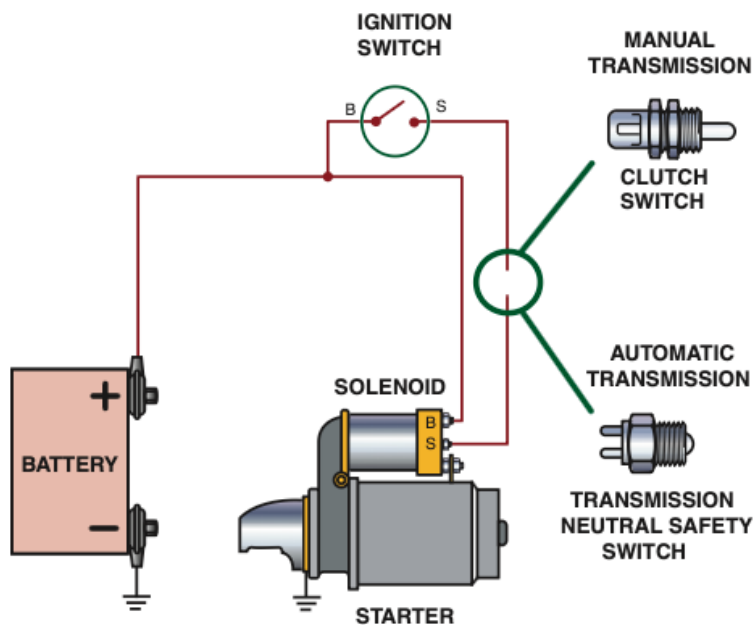 IGNITION
SWITCH
B
S
MANUAL
TRANSMISSION
CLUTCH
SWITCH
AUTOMATIC
TRANSMISSION
SOLENOID
B
S
+
BATTERY
−
TRANSMISSION
NEUTRAL SAFETY
SWITCH
STARTER